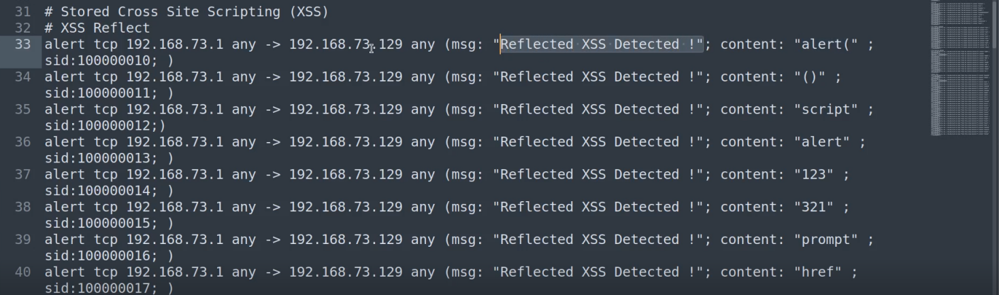 31 # Stored Cross Site Scripting (XSS)
32 # XSS Reflect
33 alert tcp 192.168.73.1 any -> 192.168.73.129 any (msg: "Reflected XSS Detected !"; content: "alert(" ;
sid:100000010; )
34 alert tcp 192.168.73.1 any -> 192.168.73.129 any (msg: "Reflected XSS Detected !"; content: "()" ;
sid:100000011; )
35 alert tcp 192.168.73.1 any -> 192.168.73.129 any (msg: "Reflected XSS Detected !"; content: "script" ;
sid:100000012;)
36 alert tcp 192.168.73.1 any -> 192.168.73.129 any (msg: "Reflected XSS Detected !"; content: "alert" ;
sid:100000013; )
37 alert tcp 192.168.73.1 any -> 192.168.73.129 any (msg: "Reflected XSS Detected !"; content: "123" ;
sid:100000014; )
38 alert tcp 192.168.73.1 any -> 192.168.73.129 any (msg: "Reflected XSS Detected !"; content: "321" ;
sid:100000015; )
39 alert tcp 192.168.73.1 any -> 192.168.73.129 any (msg: "Reflected XSS Detected !"; content: "prompt" ;
sid:100000016; )
40 alert tcp 192.168.73.1 any -> 192.168.73.129 any (msg: "Reflected XSS Detected !"; content: "href" ;
sid:100000017; )